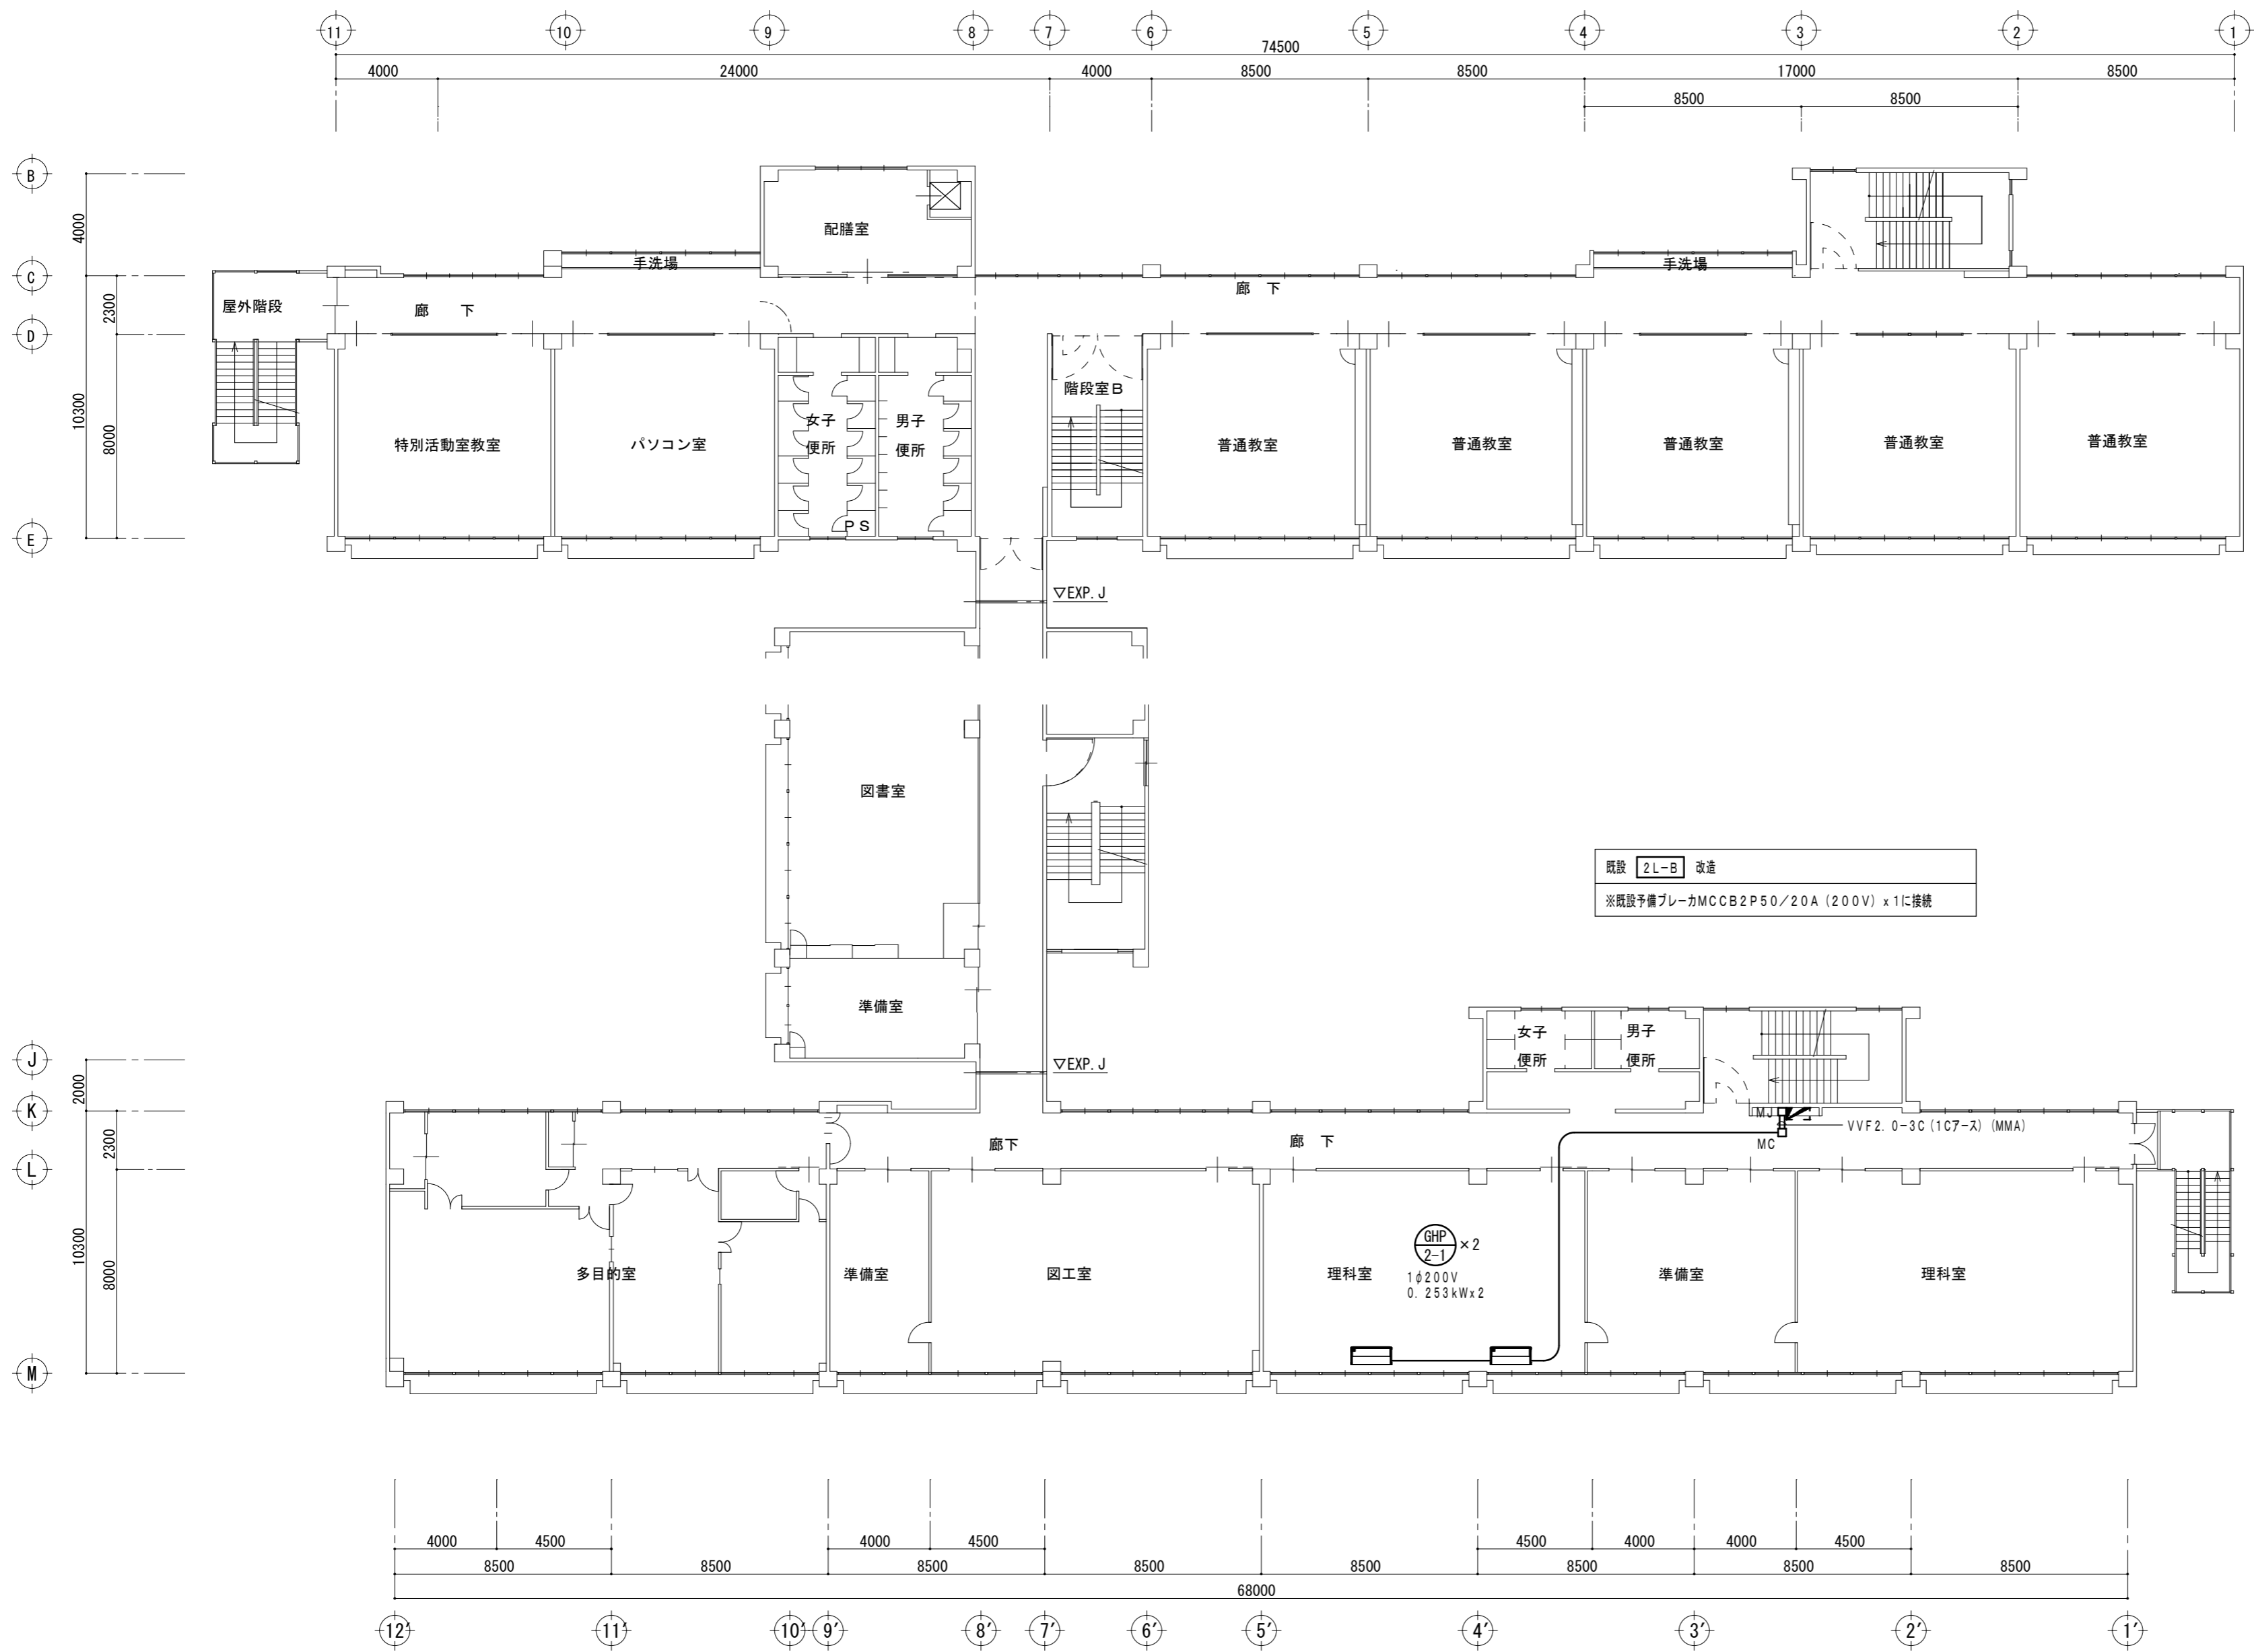 11 10 9 8 7 6 5 4 3 2 1
74500
4000 24000 4000 8500 8500 17000 8500
8500 8500
B
4000
配膳室
C
手洗場
手洗場
屋外階段
廊 下
廊 下
2300
D
階段室B
10300
8000
特別活動室教室
パソコン室
女子
便所
男子
便所
普通教室
普通教室
普通教室
普通教室
普通教室
PS
E
▽EXP.J
図書室
既設 2L-B 改造
※既設予備ブレーカMCCB2P50/20A(200V)x1に接続
準備室
女子
便所
男子
便所
J
▽EXP.J
2000
K
MJ
VVF2.0-3C(1Cアース)(MMA)
MC
廊下
廊 下
2300
L
10300
8000
GHP
2-1
×2
1φ200V
0.253kWx2
多目的室
準備室
図工室
理科室
準備室
理科室
M
4000 4500 4000 4500 4500 4000 4000 4500
8500 8500 8500 8500 8500 8500 8500 8500
68000
12' 11' 10' 9' 8' 7' 6' 5' 4' 3' 2' 1'